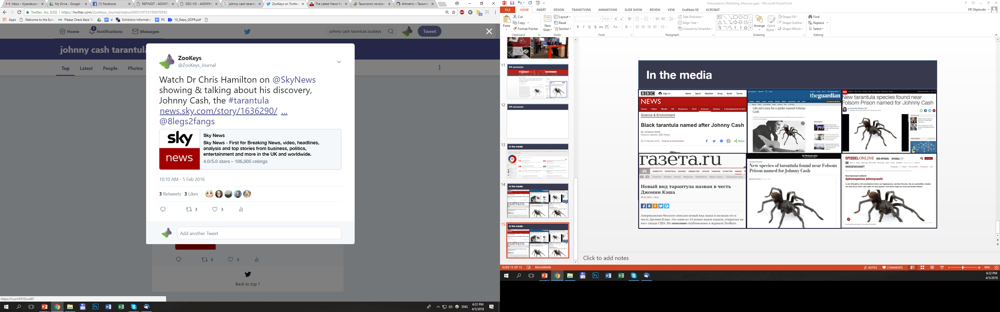 Inbox - iliyanakuzm
My Drive - Google D
(1) Facebook
REFINDIT - AGINFRA
GEO VIS - AGINFRA
johnny cash tarantu
ZooKeys on Twitter
The Latest News fro
Taxonomic revision
Altmetric – Taxonom
Twitter, Inc. [US] | https://twitter.com/ZooKeys_Journal/status/695519753193070592
Apps
Welcome to the Euro
Please Check Back To
d
Exhibitors Informatic
PS
10_Steps_GDPR.pdf
Home
1
Notifications
Messages
johnny cash tarantula zookeys
Tweet
johnny cash tarantula
Top
Latest
People
Photos
ZooKeys
@ZooKeys_Journal
Watch Dr Chris Hamilton on @SkyNews
showing & talking about his discovery,
Johnny Cash, the #tarantula
news.sky.com/story/1636290/ ...
@8legs2fangs
sky
news
Sky News
Sky News - First for Breaking News, video, headlines,
analysis and top stories from business, politics,
entertainment and more in the UK and worldwide.
4.0/5.0 stars – 106,505 ratings
10:10 AM - 5 Feb 2016
3 Retweets 3 Likes
3
3
Add another Tweet
3
3
Back to top ↑
https://t.co/nFiFJZwuWf
ENG
6:22 PM
4/5/2018
Presentation_Marketing_Moscow.pptx - Microsoft PowerPoint
FILE
HOME
INSERT
DESIGN
TRANSITIONS
ANIMATIONS
SLIDE SHOW
REVIEW
VIEW
EndNote X8
ACROBAT
PR Otplovdiv
Paste
Cut
Copy
Format Painter
Clipboard
New
Slide
Layout
Reset
Section
Slides
11.3
Font
Text Direction
Align Text
Convert to SmartArt
Paragraph
Arrange
Quick
Styles
Shape Fill
Shape Outline
Shape Effects
Drawing
Find
Replace
Select
Editing
11
PR кампания
12
PR кампания
13
In the media
14
In the media
15
In the media
In the media
BBC
Sign in
News
Sport
Weather
Shop
Earth
Travel
NEWS
Home
Video
World
UK
Business
Tech
Science
Stories
Entertainment & Arts
Science & Environment
Black tarantula named after Johnny Cash
By Jonathan Webb
Science reporter, BBC News
4 February 2016
Science & Environment
Share
theguardian
Life ain't easy for a spider named Johnny
Cash
CNN
New tarantula species found near
Folsom Prison named for Johnny Cash
газета.ru
НОВОСТИ ПОЛИТИКА БИЗНЕС ОБЩЕСТВО АРМИЯ МНЕНИЯ КУЛЬТУРА НАУКА
Биология История Космос Медицина Мракобесие Наука и власть Социальные науки
Новый вид тарантула назван в честь
Джонни Кэша
05.02.2016 | 14:21
Американские биологи описали новый вид паука и назвали его в
честь Джонни Кэша. Это один из 14 новых видов пауков, открытых на
юго-западе США. Их описание опубликовано в журнале ZooKeys.
The Washington Post
Speaking of Science
New species of tarantula found near Folsom
Prison named for Johnny Cash
SPIEGEL ONLINE DER SPIEGEL SPIEGEL TV
WISSENSCHAFT
Neue Spinnenart entdeckt
Aphonopelma johnnycashi
In den USA gibt es 50 verschiedene Arten von Vogelspinnen, dachten Forscher. Als sie nachzählten, fanden
sie viele davon nicht - aber dafür 14 neue Spezies. Eine davon trägt nun einen berühmten Namen.
Click to add notes
SLIDE 15 OF 15
BULGARIAN
NOTES
COMMENTS
90%
6:22 PM
4/5/2018